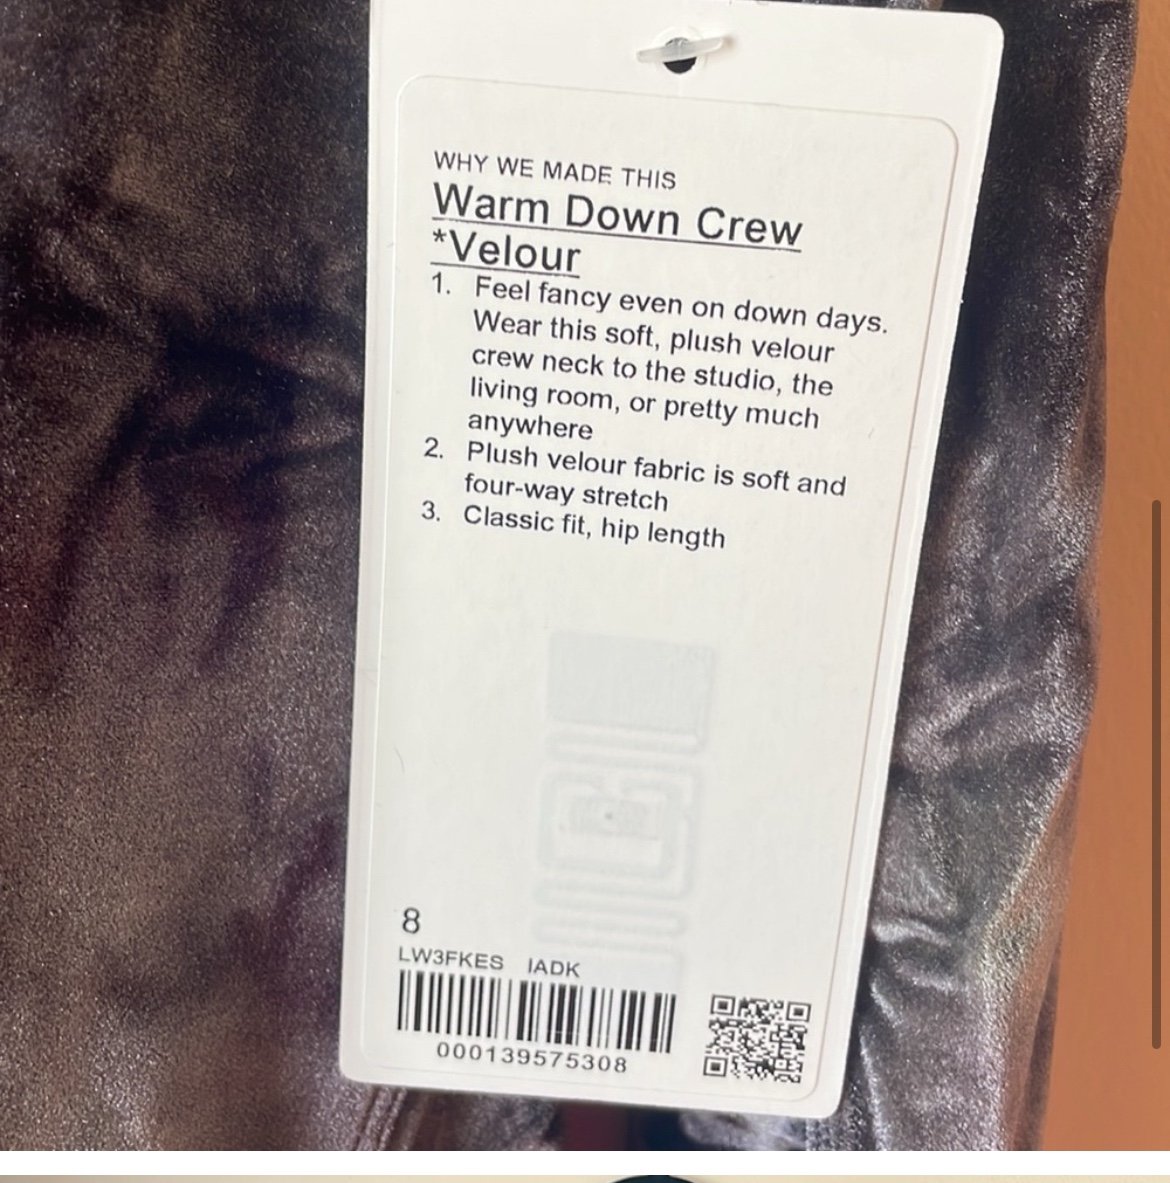 WHY WE MADE THIS
Warm Down Crew
*Velour
1. Feel fancy even on down days.
Wear this soft, plush velour
crew neck to the studio, the
living room, or pretty much
anywhere
2. Plush velour fabric is soft and
four-way stretch
3. Classic fit, hip length
8
LW3FKES IADK
000139575308